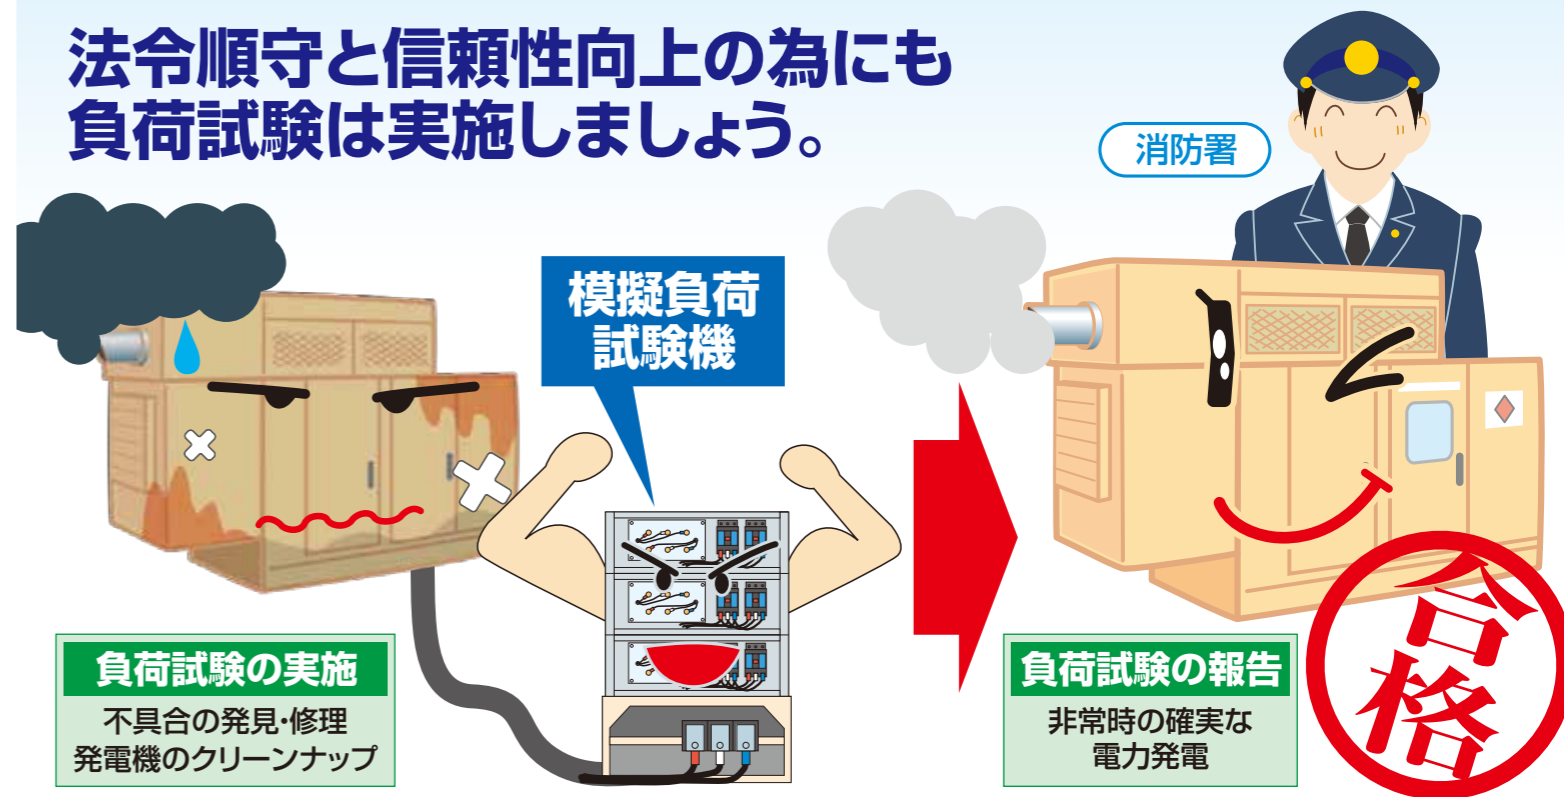 法令順守と信頼性向上の為にも
負荷試験は実施しましょう。
消防署
模擬負荷
試験機
負荷試験の実施
不具合の発見・修理
発電機のクリーンナップ
負荷試験の報告
非常時の確実な
電力発電
合格